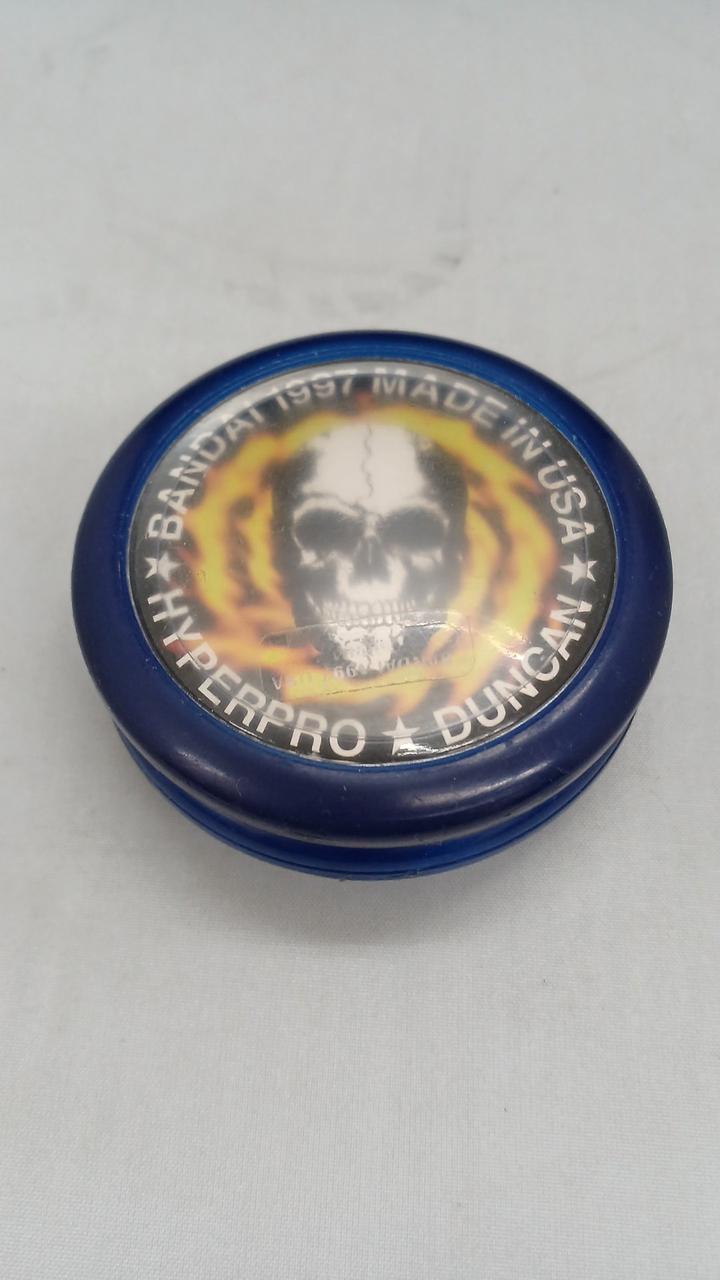 BANDAI 1997 MADE IN USA
★ HYPERPRO ★ DUNCAN ★